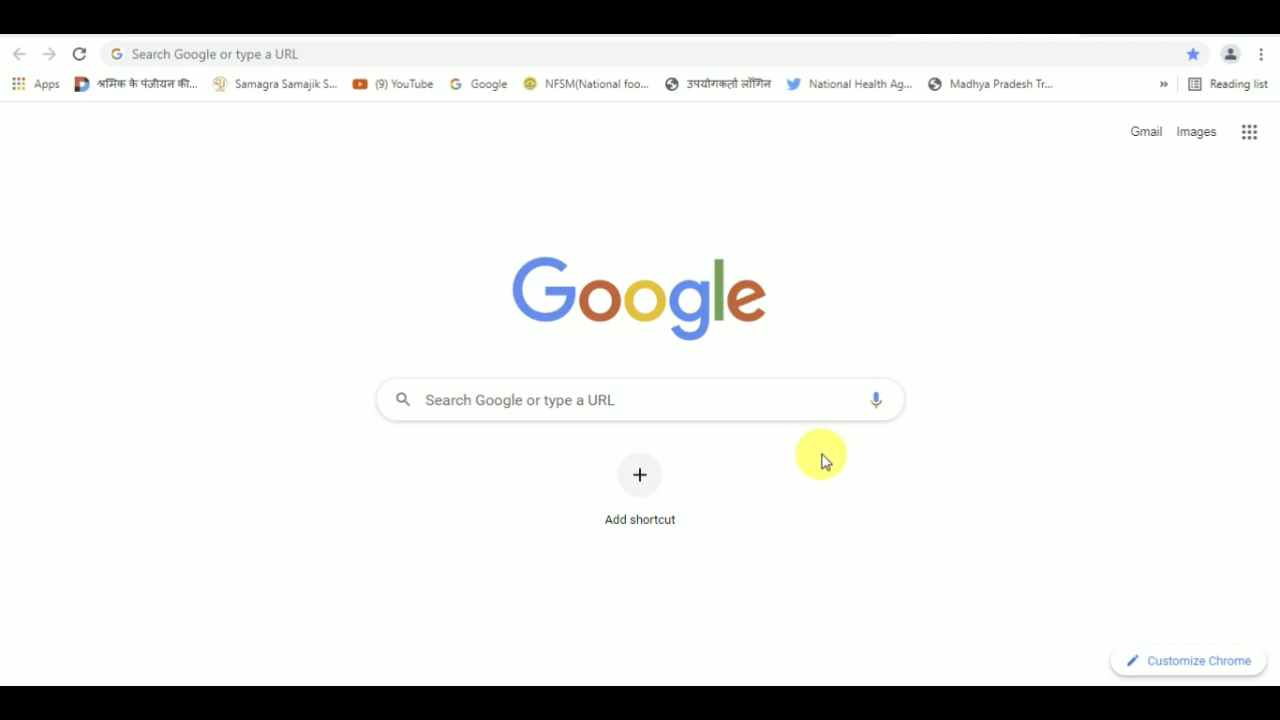 Search Google or type a URL
Apps श्रमिक के पंजीयन की... Samagra Samajik S... (9) YouTube Google NFSM(National foo... उपयोगकर्ता लॉगिन National Health Ag... Madhya Pradesh Tr... » Reading list
Gmail Images
Google
Search Google or type a URL
Add shortcut
Customize Chrome